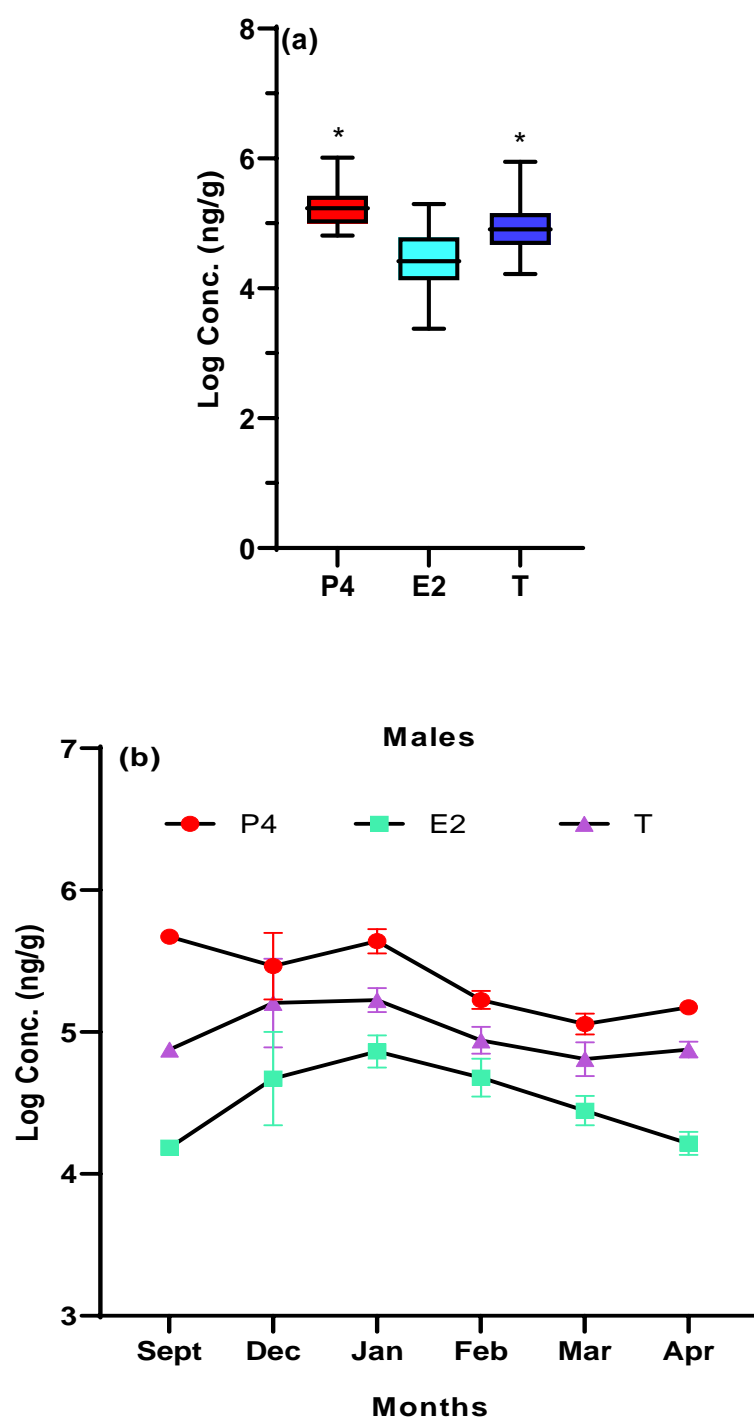 (a)
8
6
4
2
0
* *
Log Conc. (ng/g)
P4 E2 T
Males
(b)
P4 E2 T
7
6
5
4
3
Log Conc. (ng/g)
Sept Dec Jan Feb Mar Apr
Months